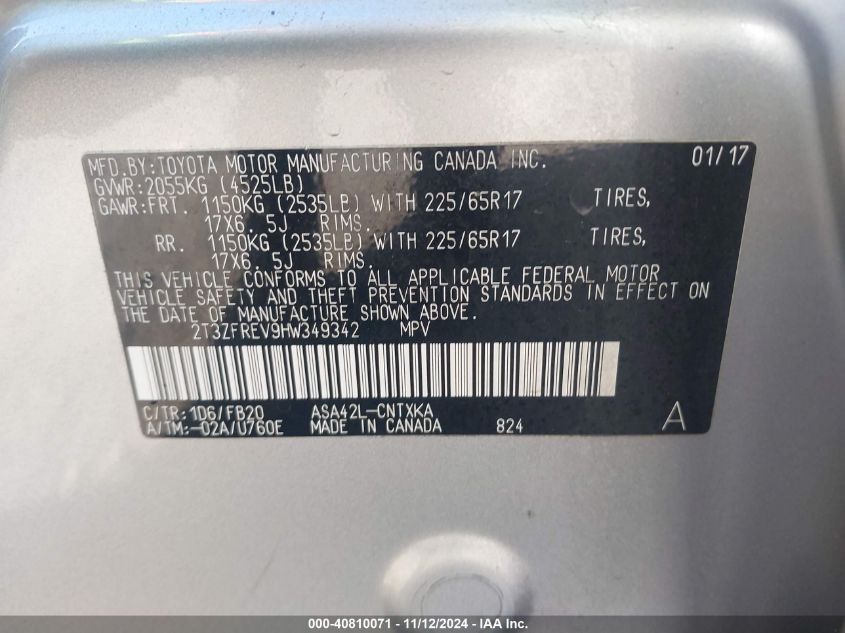 MFD.BY:TOYOTA MOTOR MANUFACTURING CANADA INC. 01/17
GVWR:2055KG (4525LB)
GAWR:FRT. 1150KG (2535LB) WITH 225/65R17 TIRES,
17X6. 5J RIMS.
RR. 1150KG (2535LB) WITH 225/65R17 TIRES,
17X6. 5J RIMS.
THIS VEHICLE CONFORMS TO ALL APPLICABLE FEDERAL MOTOR
VEHICLE SAFETY AND THEFT PREVENTION STANDARDS IN EFFECT ON
THE DATE OF MANUFACTURE SHOWN ABOVE.
2T3ZFREV9HW349342 MPV
C/TR:1D6/FB20 ASA42L-CNTXKA
A/TM:-02A/U760E MADE IN CANADA 824 A
000-40810071 - 11/12/2024 - IAAI.COM